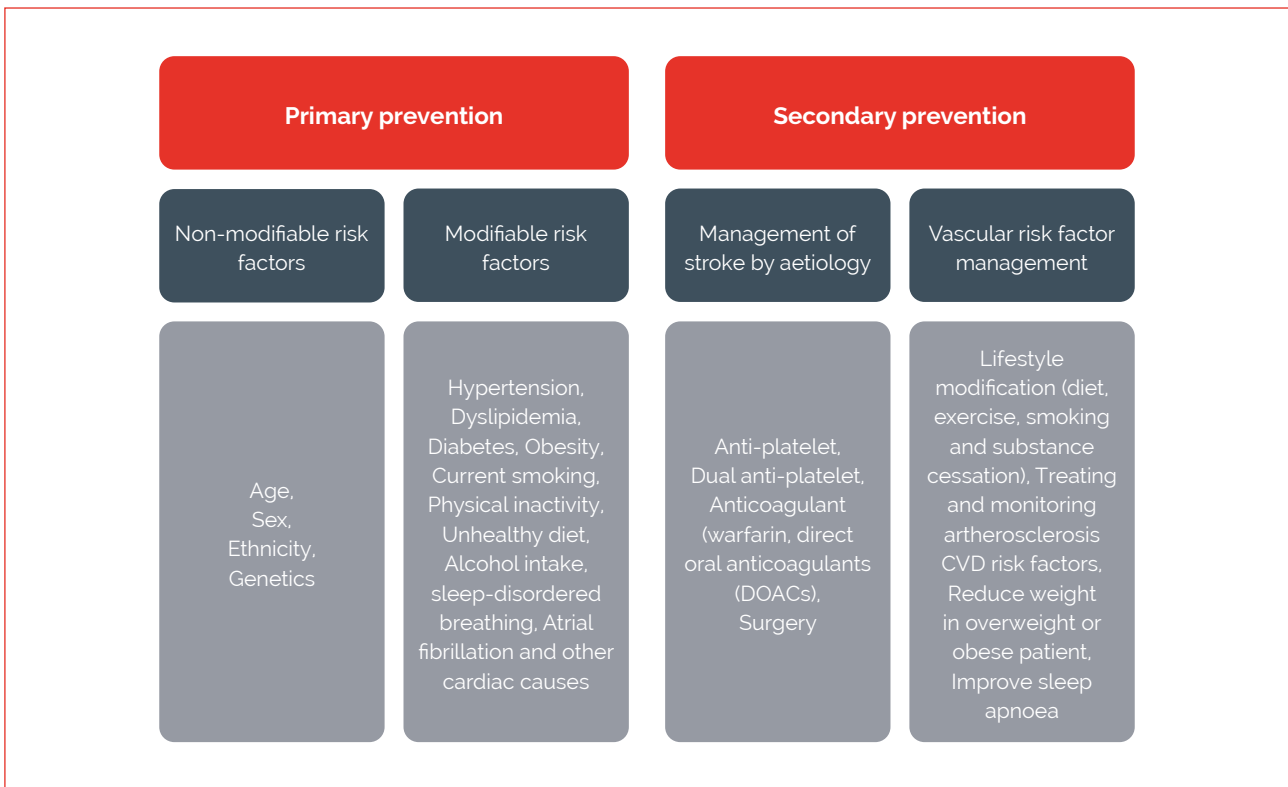 Primary prevention
Secondary prevention
Non-modifiable risk
factors
Modifiable risk
factors
Management of
stroke by aetiology
Vascular risk factor
management
Age,
Sex,
Ethnicity,
Genetics
Hypertension,
Dyslipidemia,
Diabetes, Obesity,
Current smoking,
Physical inactivity,
Unhealthy diet,
Alcohol intake,
sleep-disordered
breathing, Atrial
fibrillation and other
cardiac causes
Anti-platelet,
Dual anti-platelet,
Anticoagulant
(warfarin, direct
oral anticoagulants
(DOACs),
Surgery
Lifestyle
modification (diet,
exercise, smoking
and substance
cessation), Treating
and monitoring
artherosclerosis
CVD risk factors,
Reduce weight
in overweight or
obese patient,
Improve sleep
apnoea